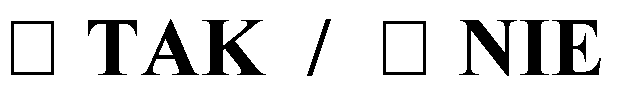 □ TAK / □ NIE